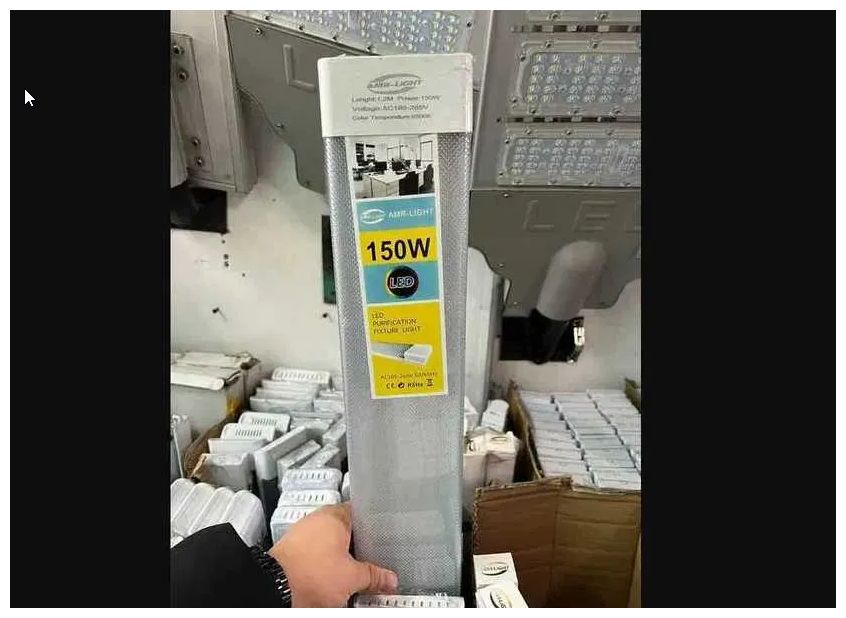 AMR-LIGHT
Lenght:1.2M Power:150W
Voltage:AC180-265V
Color Temperature:6500K
AMR-LIGHT
150W
LED
LED
PURIFICATION
FIXTURE LIGHT
CE RoHS
LED